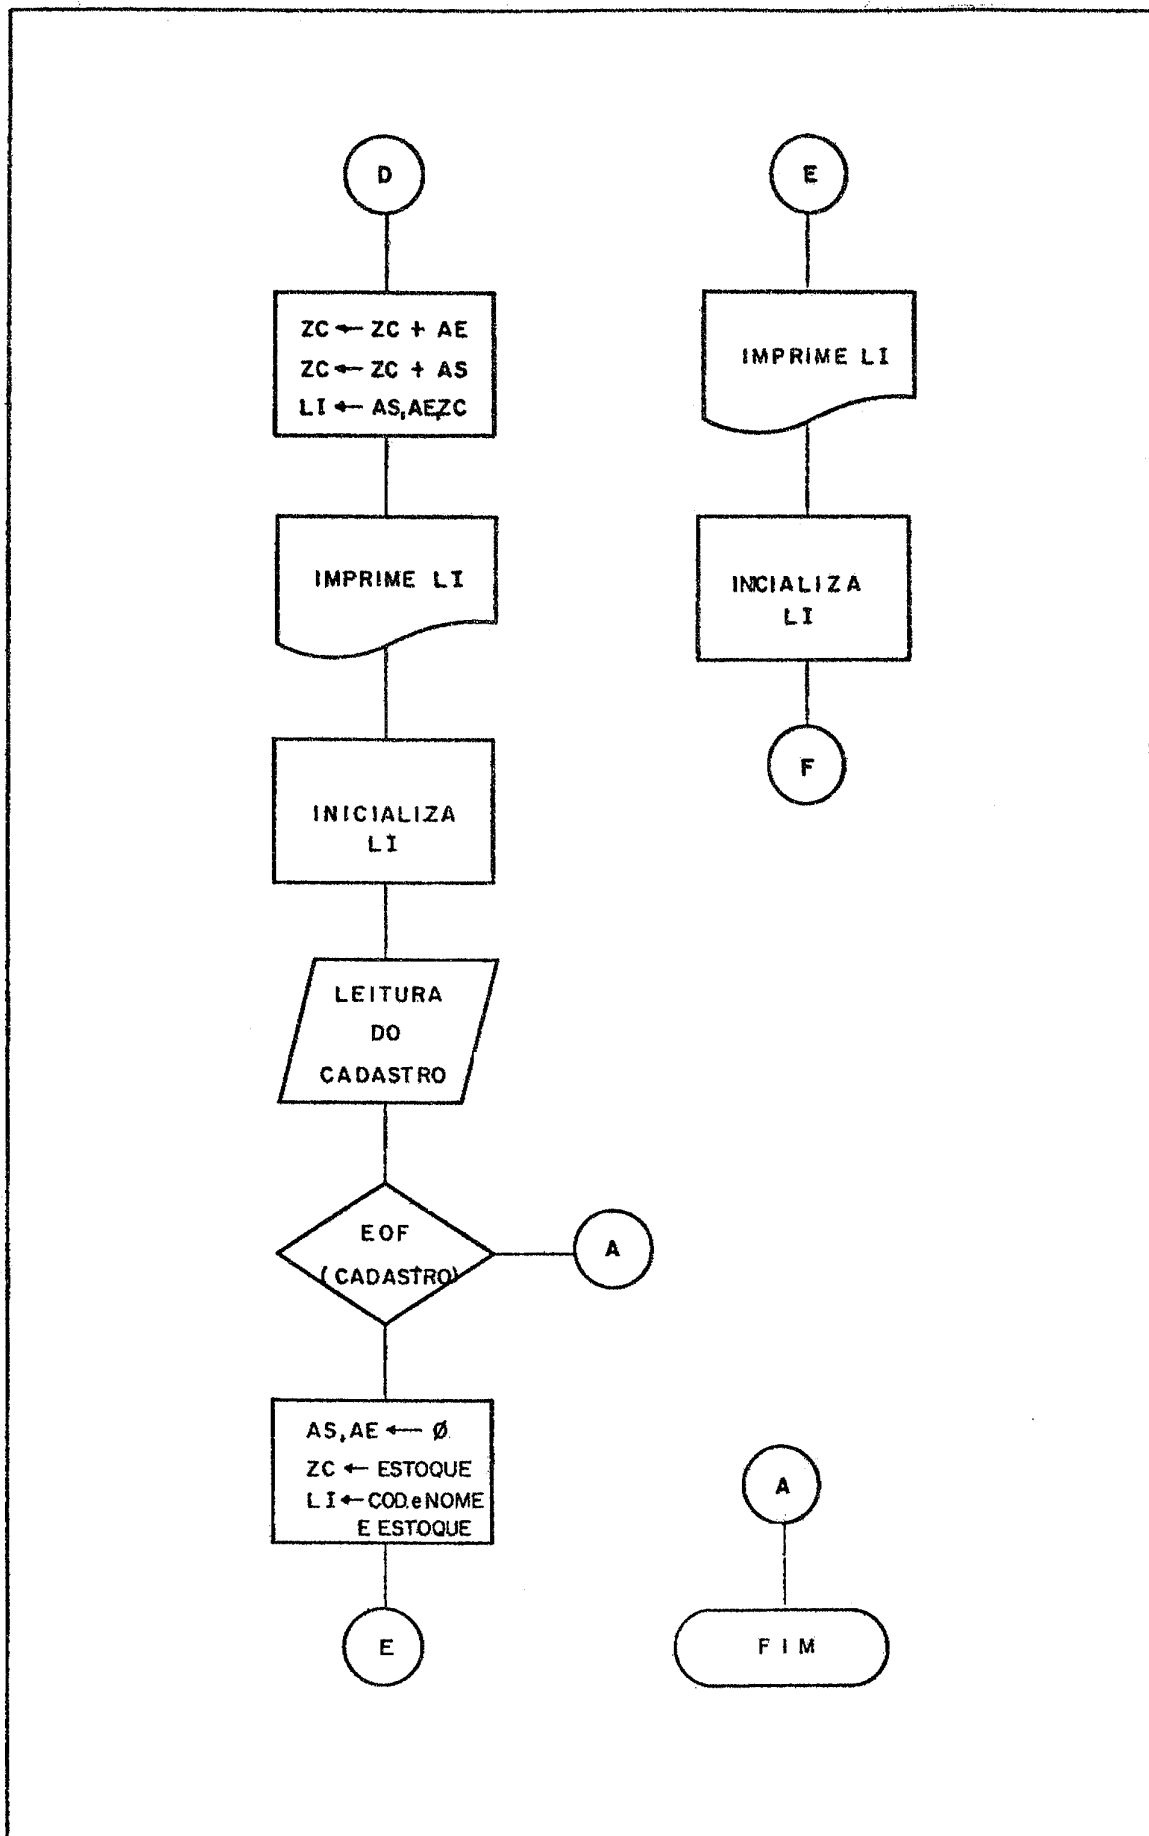 D
ZC ← ZC + AE
ZC ← ZC + AS
LI ← AS,AE,ZC
IMPRIME LI
INICIALIZA
LI
LEITURA
DO
CADASTRO
EOF
(CADASTRO)
A
AS,AE ← Ø
ZC ← ESTOQUE
LI ← COD.e NOME
E ESTOQUE
E
E
IMPRIME LI
INCIALIZA
LI
F
A
FIM